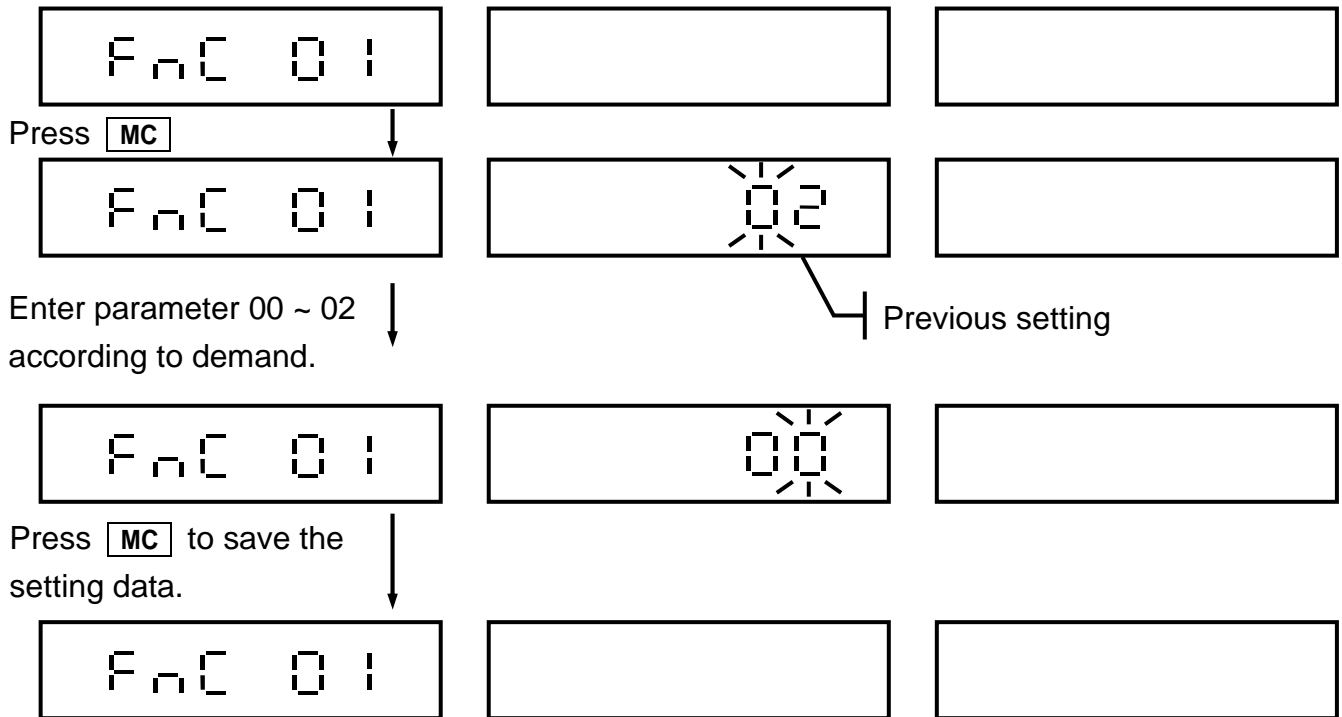 FnC 01
Press MC
FnC 01 02
Enter parameter 00 ~ 02
according to demand.
Previous setting
FnC 01 00
Press MC to save the
setting data.
FnC 01